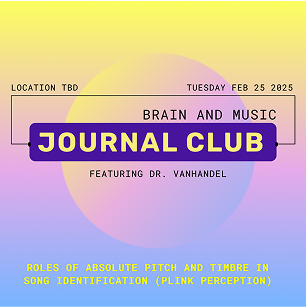 LOCATION TBD
TUESDAY FEB 25 2025
BRAIN AND MUSIC
JOURNAL CLUB
FEATURING DR. VANHANDEL
ROLES OF ABSOLUTE PITCH AND TIMBRE IN
SONG IDENTIFICATION (PLINK PERCEPTION)